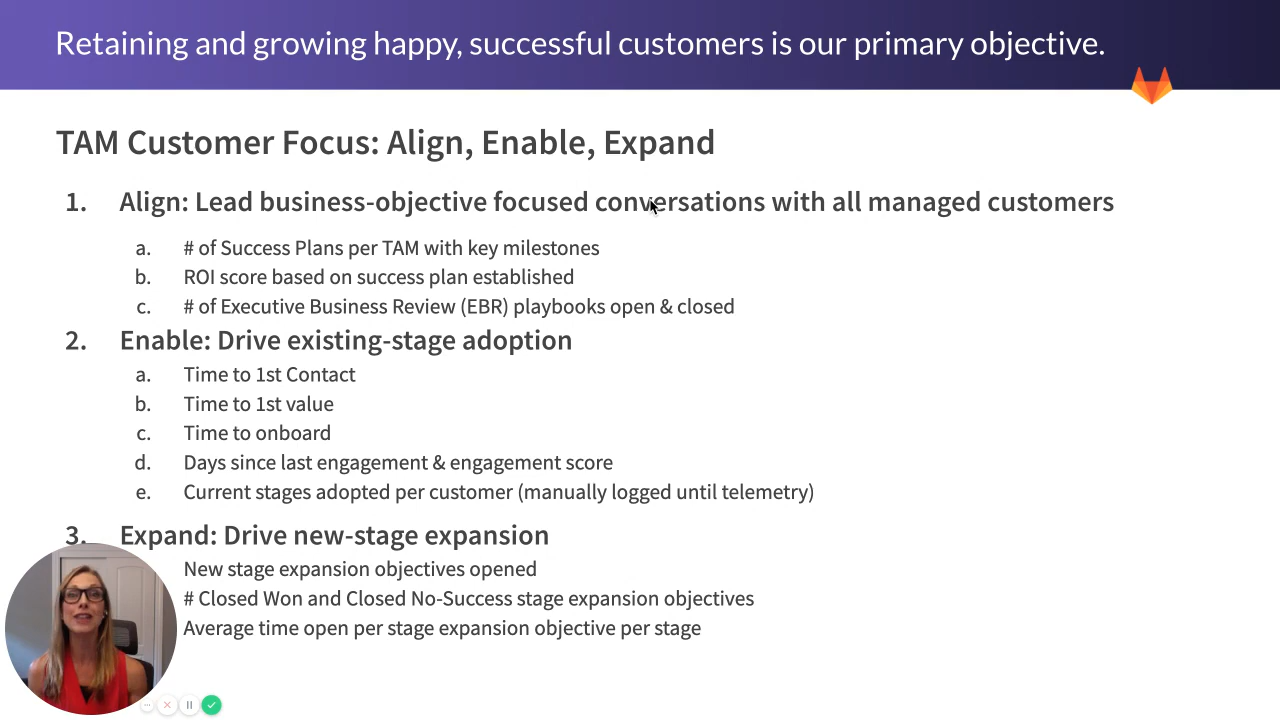 Retaining and growing happy, successful customers is our primary objective.
TAM Customer Focus: Align, Enable, Expand
1. Align: Lead business-objective focused conversations with all managed customers
a. # of Success Plans per TAM with key milestones
b. ROI score based on success plan established
c. # of Executive Business Review (EBR) playbooks open & closed
2. Enable: Drive existing-stage adoption
a. Time to 1st Contact
b. Time to 1st value
c. Time to onboard
d. Days since last engagement & engagement score
e. Current stages adopted per customer (manually logged until telemetry)
3. Expand: Drive new-stage expansion
New stage expansion objectives opened
# Closed Won and Closed No-Success stage expansion objectives
Average time open per stage expansion objective per stage